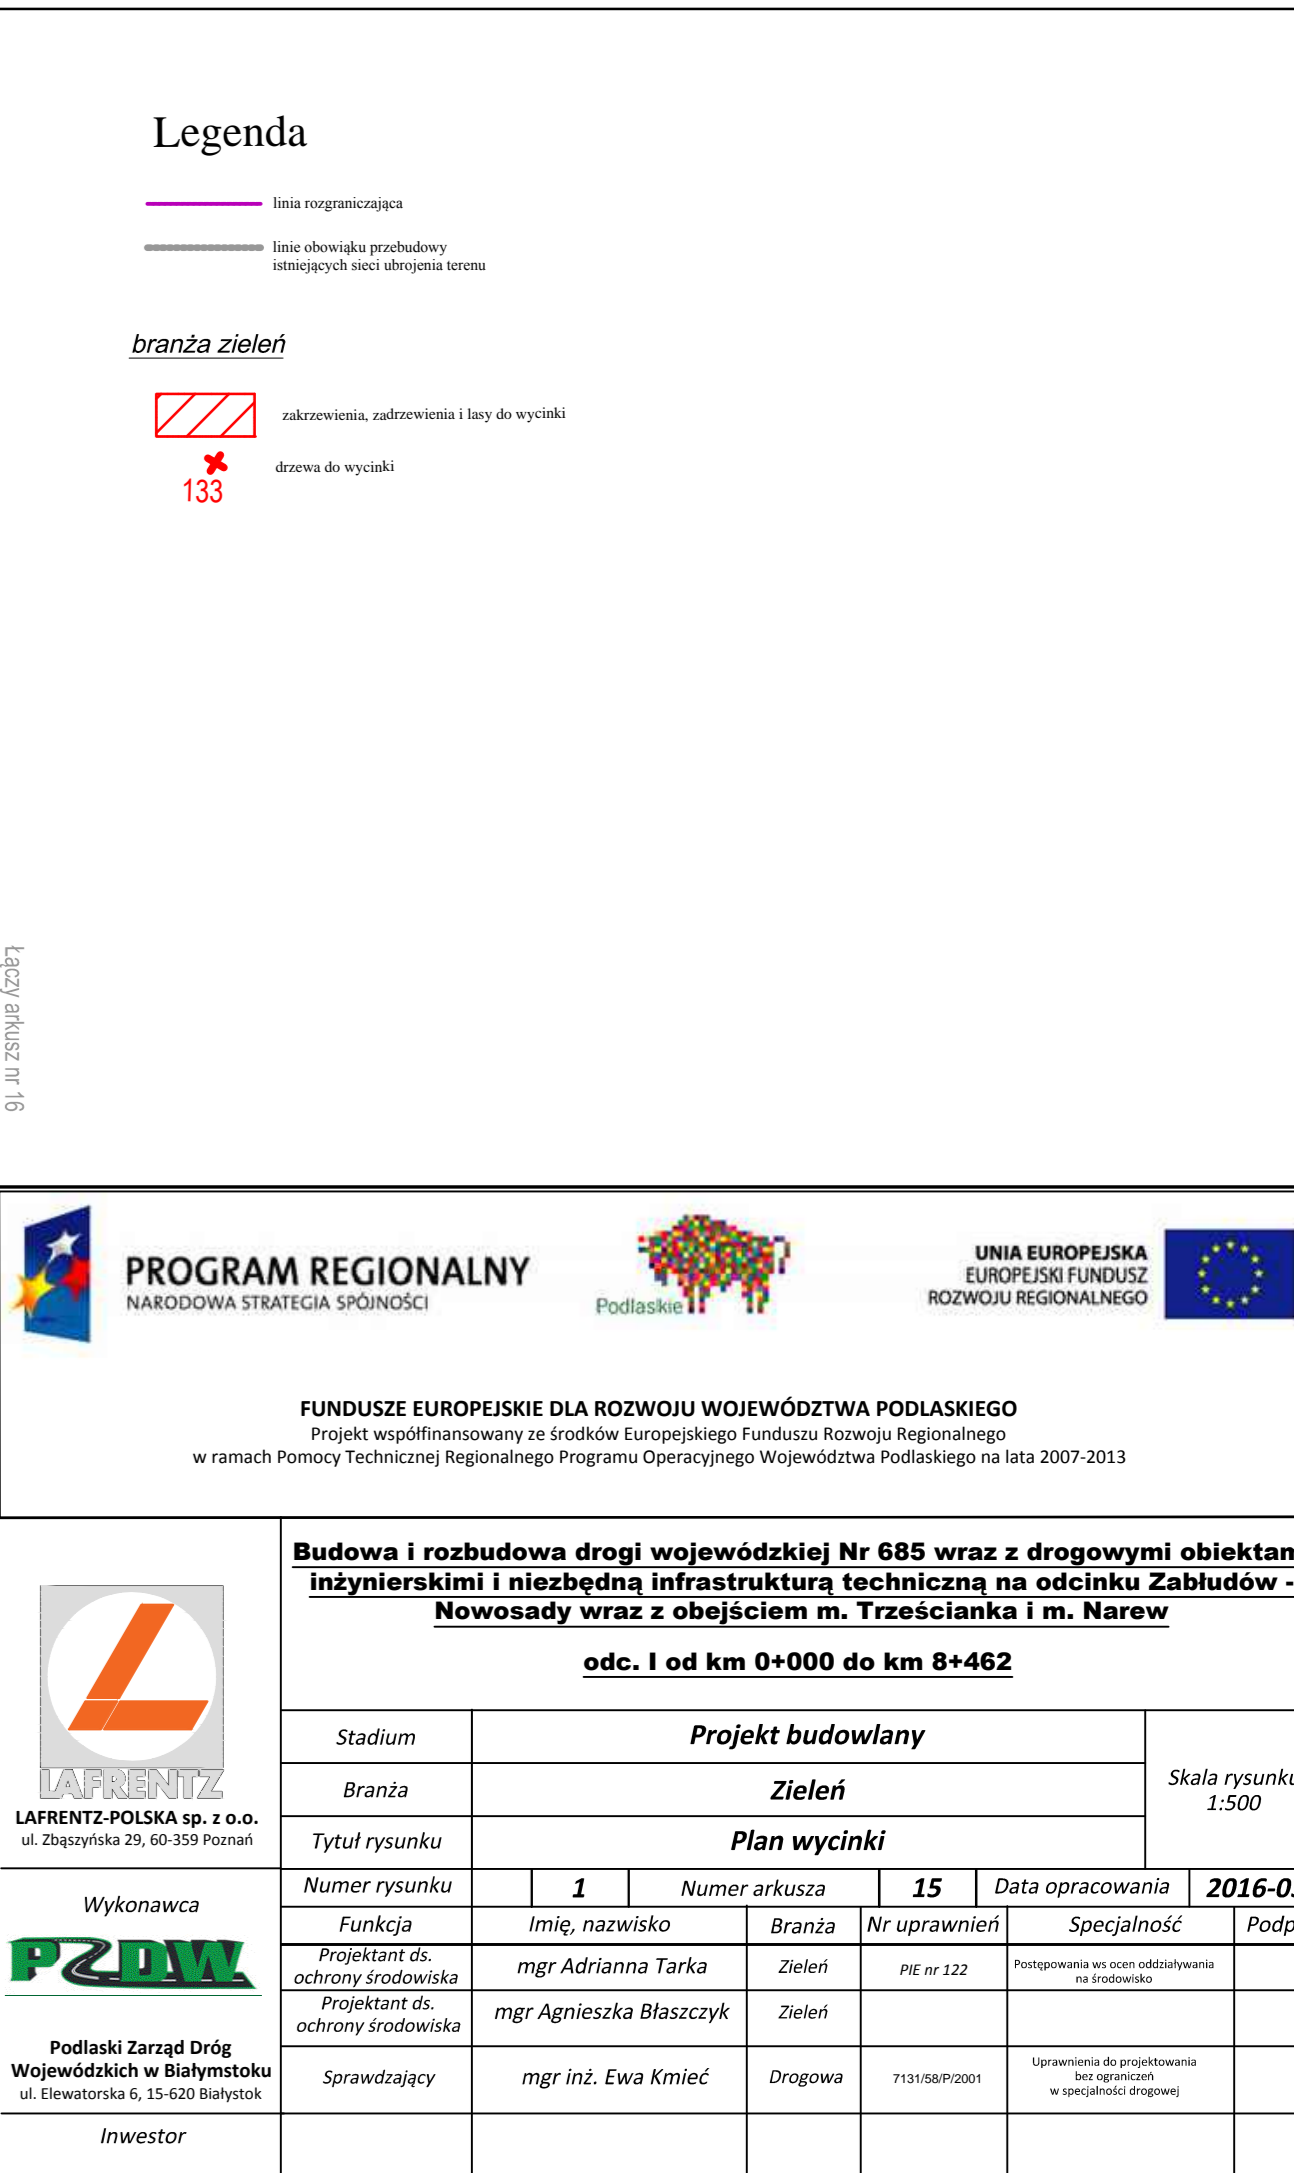 Legenda
linia rozgraniczająca
linie obowiąku przebudowy
istniejących sieci ubrojenia terenu
branża zieleń
zakrzewienia, zadrzewienia i lasy do wycinki
drzewa do wycinki
133
Łączy arkusz nr 16
PROGRAM REGIONALNY
NARODOWA STRATEGIA SPÓJNOŚCI
Podlaskie
UNIA EUROPEJSKA
EUROPEJSKI FUNDUSZ
ROZWOJU REGIONALNEGO
FUNDUSZE EUROPEJSKIE DLA ROZWOJU WOJEWÓDZTWA PODLASKIEGO
Projekt współfinansowany ze środków Europejskiego Funduszu Rozwoju Regionalnego
w ramach Pomocy Technicznej Regionalnego Programu Operacyjnego Województwa Podlaskiego na lata 2007-2013
Budowa i rozbudowa drogi wojewódzkiej Nr 685 wraz z drogowymi obiektam
inżynierskimi i niezbędną infrastrukturą techniczną na odcinku Zabłudów -
Nowosady wraz z obejściem m. Trześcianka i m. Narew
odc. I od km 0+000 do km 8+462
LAFRENTZ
LAFRENTZ-POLSKA sp. z o.o.
ul. Zbąszyńska 29, 60-359 Poznań
Wykonawca
PZDW
Podlaski Zarząd Dróg
Wojewódzkich w Białymstoku
ul. Elewatorska 6, 15-620 Białystok
Inwestor
Stadium Projekt budowlany
Skala rysunku
1:500
Branża Zieleń
Tytuł rysunku Plan wycinki
Numer rysunku 1 Numer arkusza 15 Data opracowania 2016-03
Funkcja Imię, nazwisko Branża Nr uprawnień Specjalność Podp
Projektant ds.
ochrony środowiska mgr Adrianna Tarka Zieleń PIE nr 122 Postępowania ws ocen oddziaływania
na środowisko
Projektant ds.
ochrony środowiska mgr Agnieszka Błaszczyk Zieleń
Sprawdzający mgr inż. Ewa Kmieć Drogowa 7131/58/P/2001 Uprawnienia do projektowania
bez ograniczeń
w specjalności drogowej